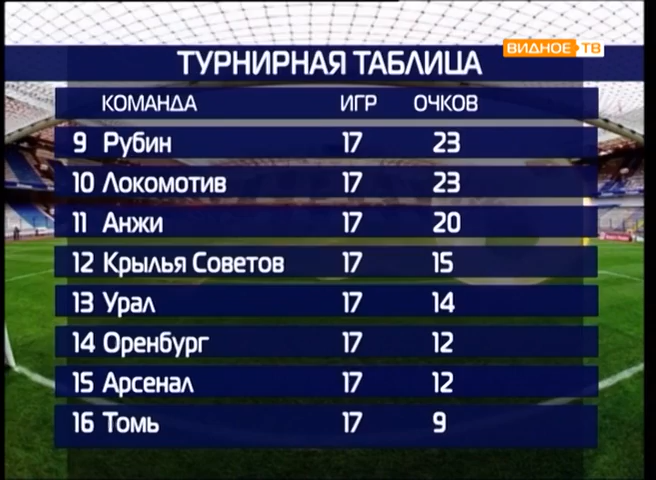 ВИДНОЕ ТВ
ТУРНИРНАЯ ТАБЛИЦА
КОМАНДА ИГР ОЧКОВ
9 Рубин 17 23
10 Локомотив 17 23
11 Анжи 17 20
12 Крылья Советов 17 15
13 Урал 17 14
14 Оренбург 17 12
15 Арсенал 17 12
16 Томь 17 9